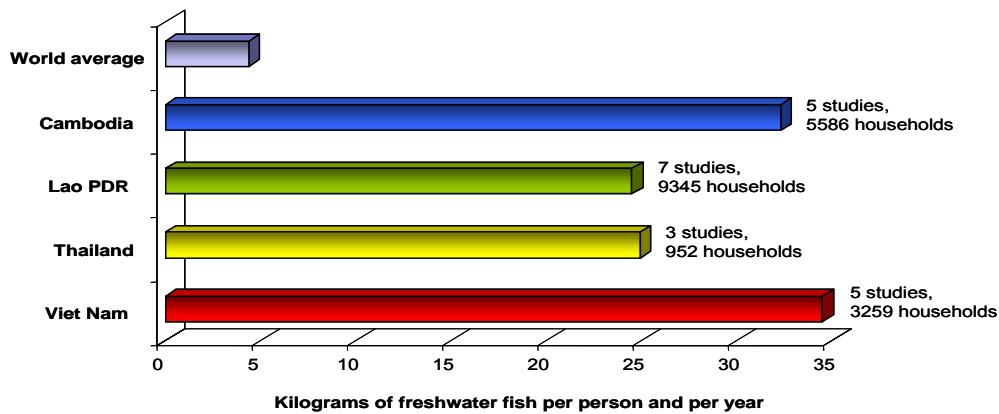 World average
Cambodia
5 studies,
5586 households
Lao PDR
7 studies,
9345 households
Thailand
3 studies,
952 households
Viet Nam
5 studies,
3259 households
0 5 10 15 20 25 30 35
Kilograms of freshwater fish per person and per year